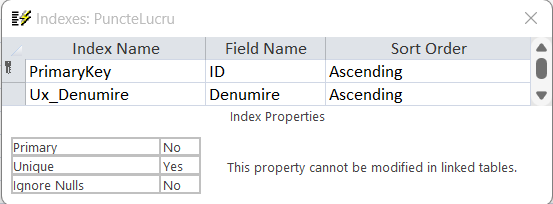 Indexes: PuncteLucru
Index Name Field Name Sort Order
PrimaryKey ID Ascending
Ux_Denumire Denumire Ascending
Index Properties
Primary No
Unique Yes
Ignore Nulls No
This property cannot be modified in linked tables.